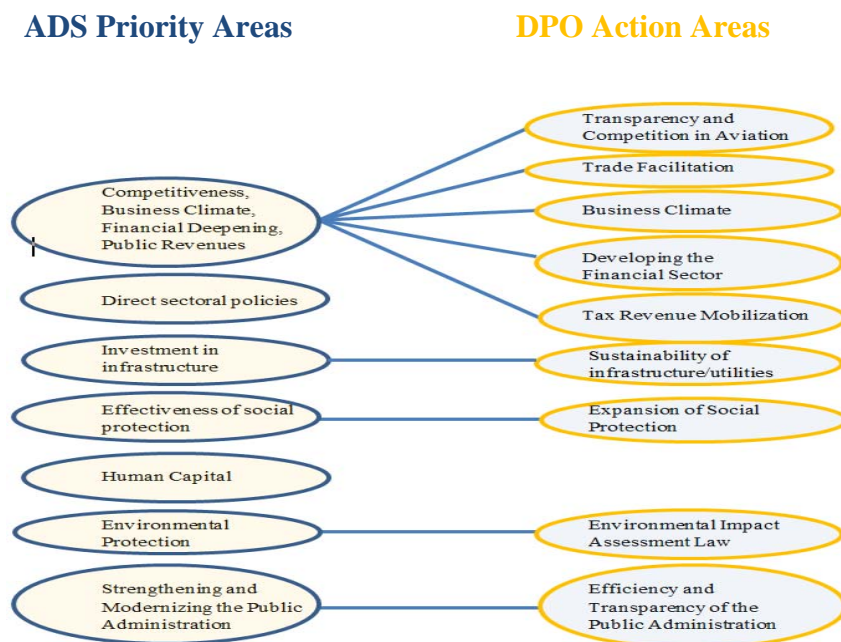 ADS Priority Areas
DPO Action Areas
Competitiveness,
Business Climate,
Financial Deepening,
Public Revenues
Direct sectoral policies
Investment in
infrastructure
Effectiveness of social
protection
Human Capital
Environmental
Protection
Strengthening and
Modernizing the Public
Administration
Transparency and
Competition in Aviation
Trade Facilitation
Business Climate
Developing the
Financial Sector
Tax Revenue Mobilization
Sustainability of
infrastructure/utilities
Expansion of Social
Protection
Environmental Impact
Assessment Law
Efficiency and
Transparency of the
Public Administration